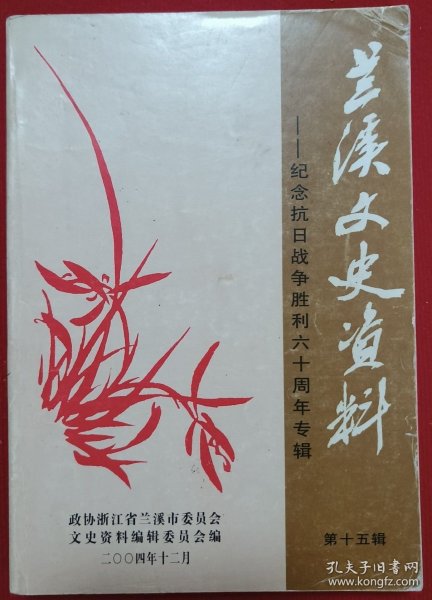 兰溪文史资料
——纪念抗日战争胜利六十周年专辑
第十五辑
政协浙江省兰溪市委员会
文史资料编辑委员会编
二〇〇四年十二月
孔夫子旧书网
www.kongfz.com